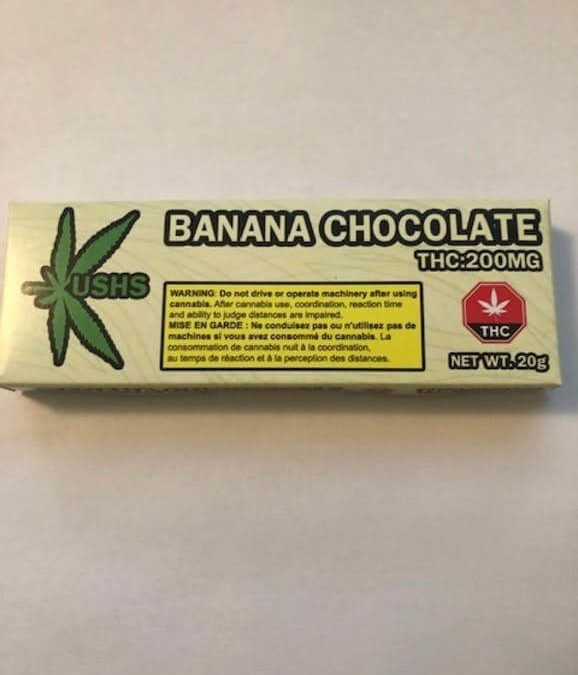 KUSHS
BANANA CHOCOLATE
THC:200MG
WARNING: Do not drive or operate machinery after using
cannabis. After cannabis use, coordination, reaction time
and ability to judge distances are impaired.
MISE EN GARDE : Ne conduisez pas ou n'utilisez pas de
machines si vous avez consommé du cannabis. La
consommation de cannabis nuit à la coordination,
au temps de réaction et à la perception des distances.
THC
NET WT. 20g